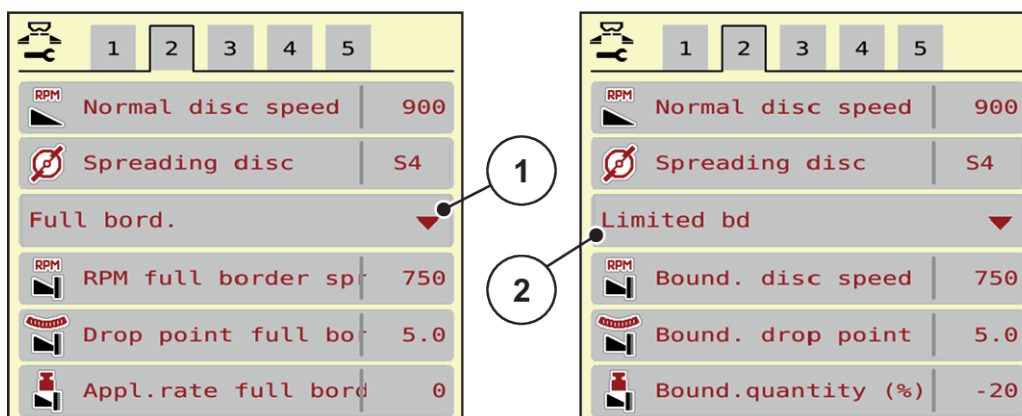 1 2 3 4 5
RPM Normal disc speed 900
Spreading disc S4
Full bord.
RPM RPM full border spr 750
Drop point full bor 5.0
Appl.rate full bord 0
1
2
1 2 3 4 5
RPM Normal disc speed 900
Spreading disc S4
Limited bd
RPM Bound. disc speed 750
Bound. drop point 5.0
Bound.quantity (%) -20